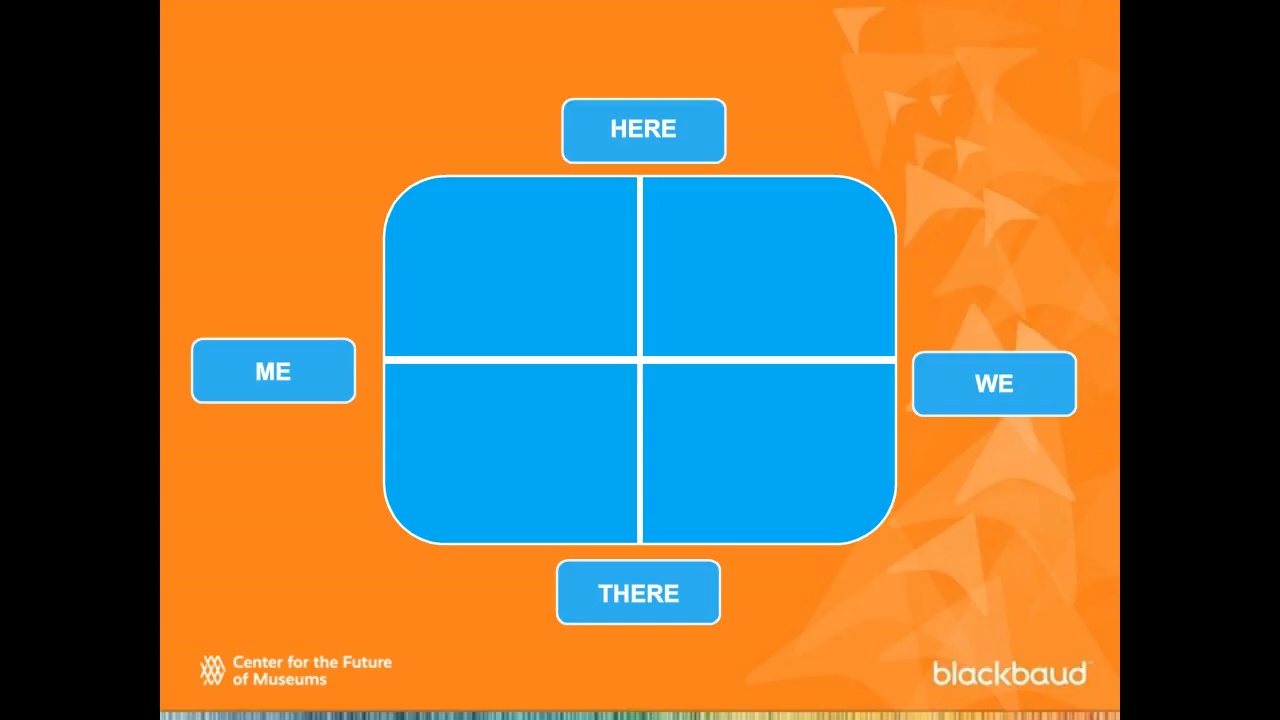 HERE
ME
WE
THERE
Center for the Future
of Museums
blackbaud